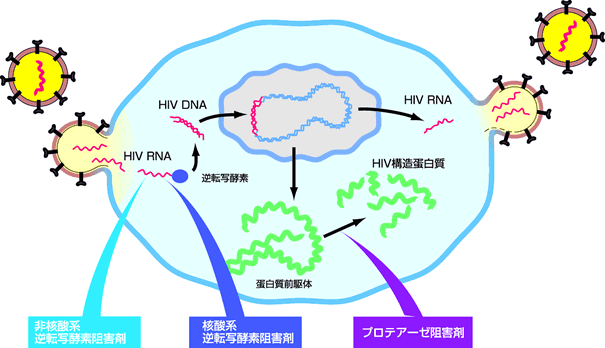 HIV DNA
HIV RNA
HIV RNA
逆転写酵素
HIV構造蛋白質
蛋白質前駆体
非核酸系
逆転写酵素阻害剤
核酸系
逆転写酵素阻害剤
プロテアーゼ阻害剤